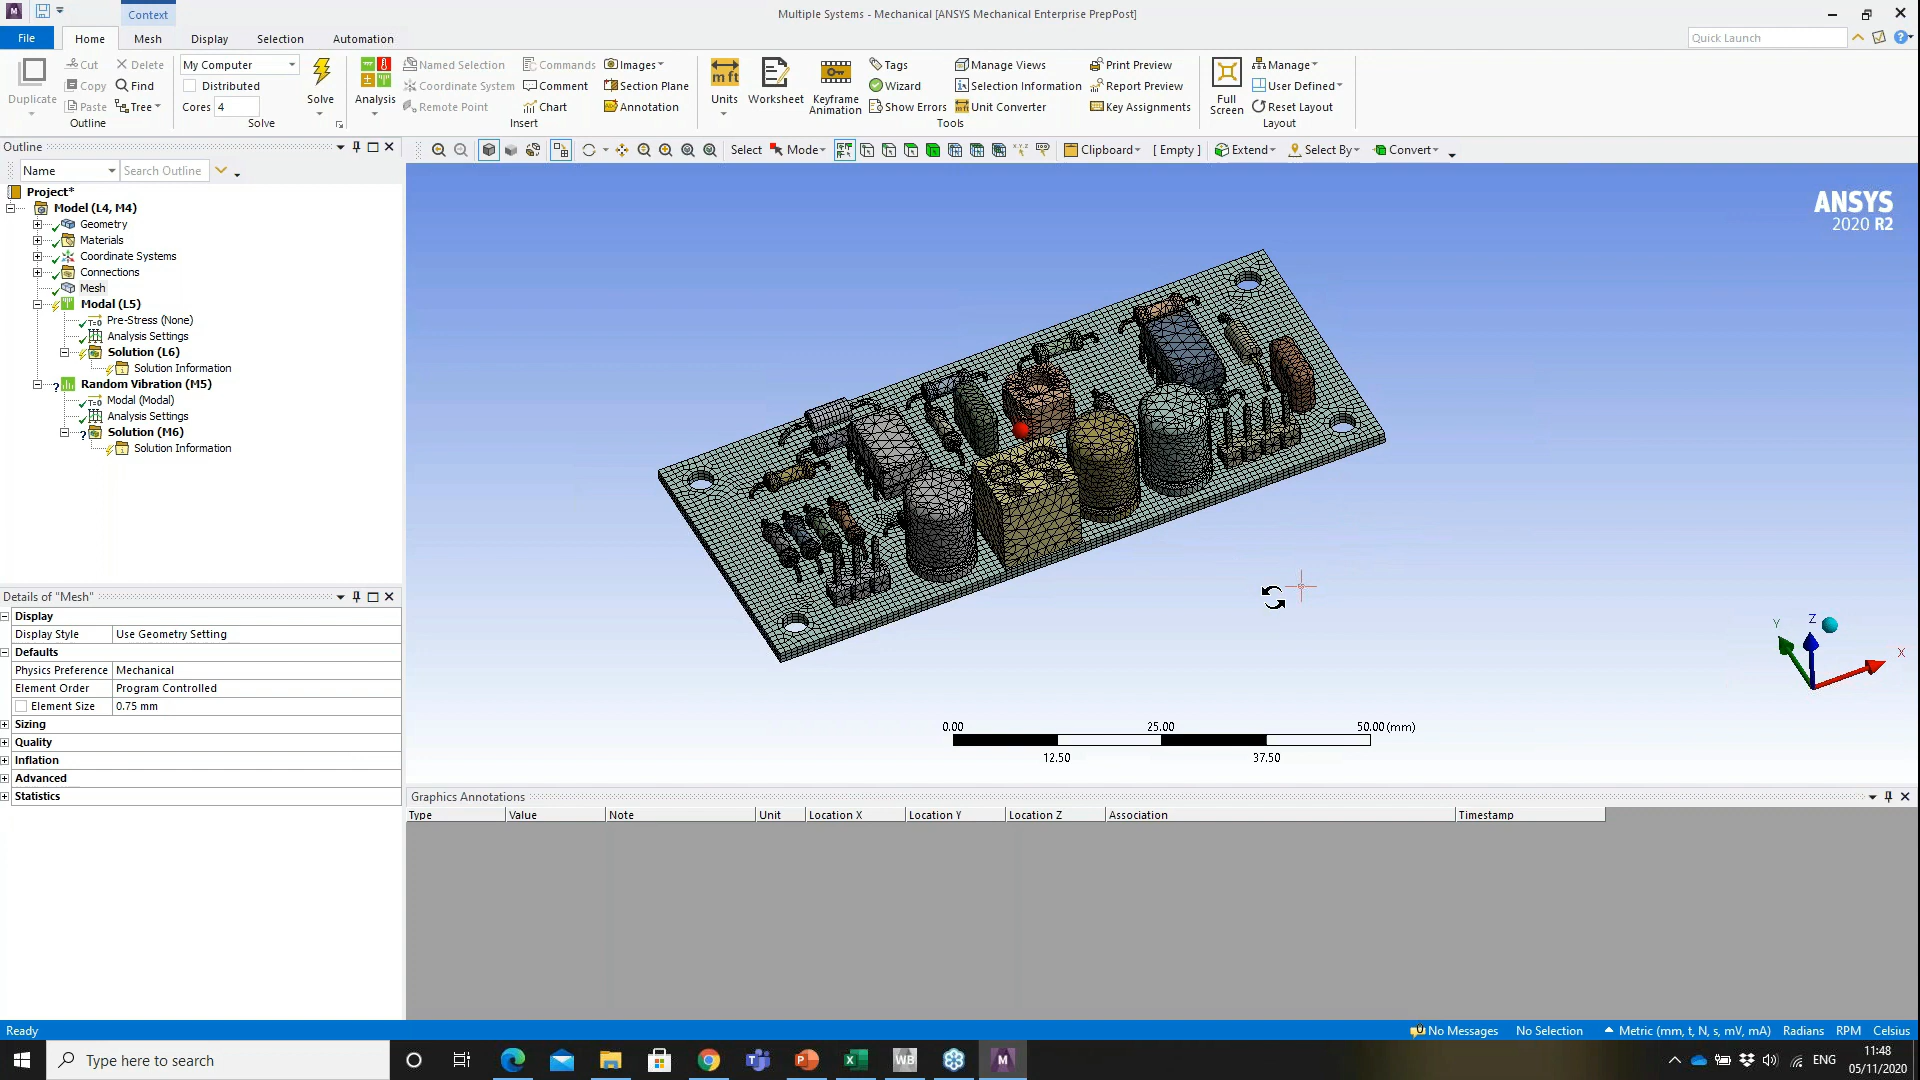 Context
Multiple Systems - Mechanical [ANSYS Mechanical Enterprise PrepPost]
File Home Mesh Display Selection Automation
Quick Launch
Duplicate
Cut
Copy
Paste
Delete
Find
Tree
Outline
My Computer
Distributed
Cores 4
Solve
Solve
Analysis
Named Selection
Coordinate System
Remote Point
Commands
Comment
Chart
Images
Section Plane
Annotation
Insert
Units
Worksheet
Keyframe
Animation
Tags
Wizard
Show Errors
Manage Views
Selection Information
Unit Converter
Print Preview
Report Preview
Key Assignments
Tools
Full
Screen
Manage
User Defined
Reset Layout
Layout
Outline
Select Mode Clipboard [ Empty ] Extend Select By Convert
Name Search Outline
Project*
Model (L4, M4)
Geometry
Materials
Coordinate Systems
Connections
Mesh
Modal (L5)
Pre-Stress (None)
Analysis Settings
Solution (L6)
Solution Information
Random Vibration (M5)
Modal (Modal)
Analysis Settings
Solution (M6)
Solution Information
ANSYS
2020 R2
Details of "Mesh"
Display
Display Style Use Geometry Setting
Defaults
Physics Preference Mechanical
Element Order Program Controlled
Element Size 0.75 mm
Sizing
Quality
Inflation
Advanced
Statistics
Y Z X
0.00 25.00 50.00 (mm)
12.50 37.50
Graphics Annotations
Type Value Note Unit Location X Location Y Location Z Association Timestamp
Ready
No Messages No Selection Metric (mm, t, N, s, mV, mA) Radians RPM Celsius
Type here to search
WB
M
ENG
11:48
05/11/2020